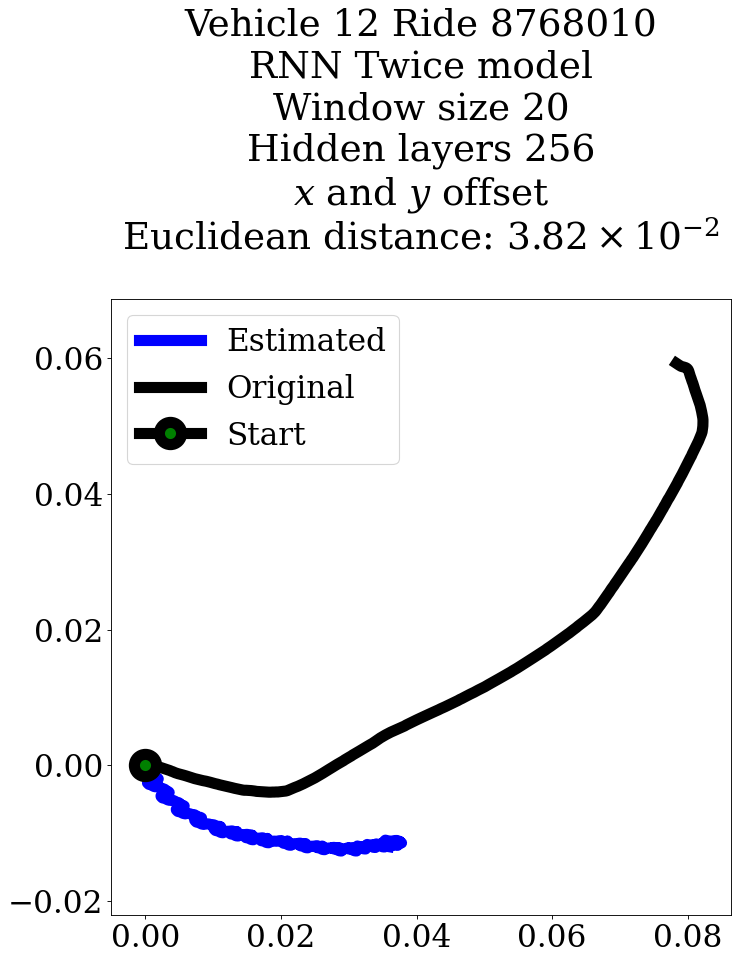 Vehicle 12 Ride 8768010
RNN Twice model
Window size 20
Hidden layers 256
x and y offset
Euclidean distance: 3.82 × 10⁻²
Estimated
Original
Start
0.06
0.04
0.02
0.00
−0.02
0.00 0.02 0.04 0.06 0.08